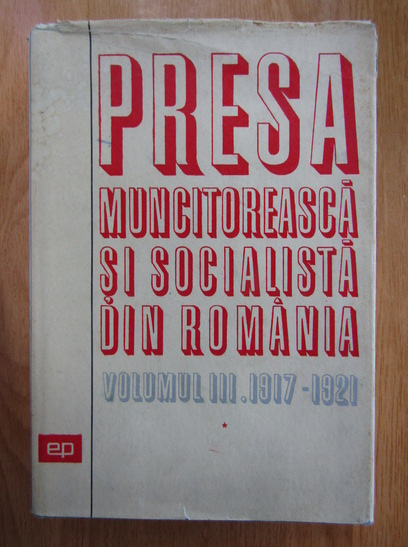 PRESA
MUNCITOREASCĂ
ȘI SOCIALISTĂ
DIN ROMÂNIA
VOLUMUL III. 1917-1921
*
ep